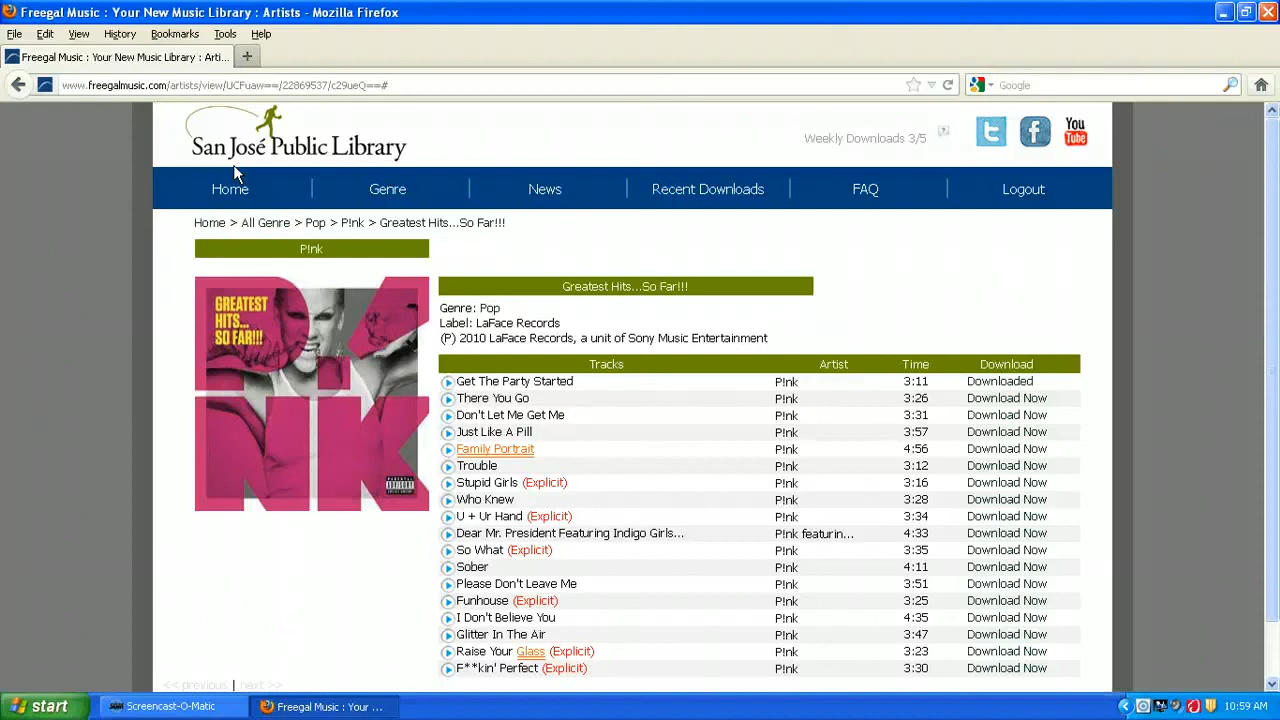 Freegal Music : Your New Music Library : Artists - Mozilla Firefox
File Edit View History Bookmarks Tools Help
Freegal Music : Your New Music Library : Arti... +
www.freegalmusic.com/artists/view/UCFuaw==/22869537/c29ueQ==# Google
San José Public Library
Weekly Downloads 3/5 ? t f You Tube
Home Genre News Recent Downloads FAQ Logout
Home > All Genre > Pop > P!nk > Greatest Hits...So Far!!!
P!nk
GREATEST
HITS...
SO FAR!!!
P!NK
PARENTAL
ADVISORY
Greatest Hits...So Far!!!
Genre: Pop
Label: LaFace Records
(P) 2010 LaFace Records, a unit of Sony Music Entertainment
Tracks Artist Time Download
Get The Party Started P!nk 3:11 Downloaded
There You Go P!nk 3:26 Download Now
Don't Let Me Get Me P!nk 3:31 Download Now
Just Like A Pill P!nk 3:57 Download Now
Family Portrait P!nk 4:56 Download Now
Trouble P!nk 3:12 Download Now
Stupid Girls (Explicit) P!nk 3:16 Download Now
Who Knew P!nk 3:28 Download Now
U + Ur Hand (Explicit) P!nk 3:34 Download Now
Dear Mr. President Featuring Indigo Girls... P!nk featurin... 4:33 Download Now
So What (Explicit) P!nk 3:35 Download Now
Sober P!nk 4:11 Download Now
Please Don't Leave Me P!nk 3:51 Download Now
Funhouse (Explicit) P!nk 3:25 Download Now
I Don't Believe You P!nk 4:35 Download Now
Glitter In The Air P!nk 3:47 Download Now
Raise Your Glass (Explicit) P!nk 3:23 Download Now
F**kin' Perfect (Explicit) P!nk 3:30 Download Now
<< previous | next >>
start Screencast-O-Matic Freegal Music : Your ... 10:59 AM